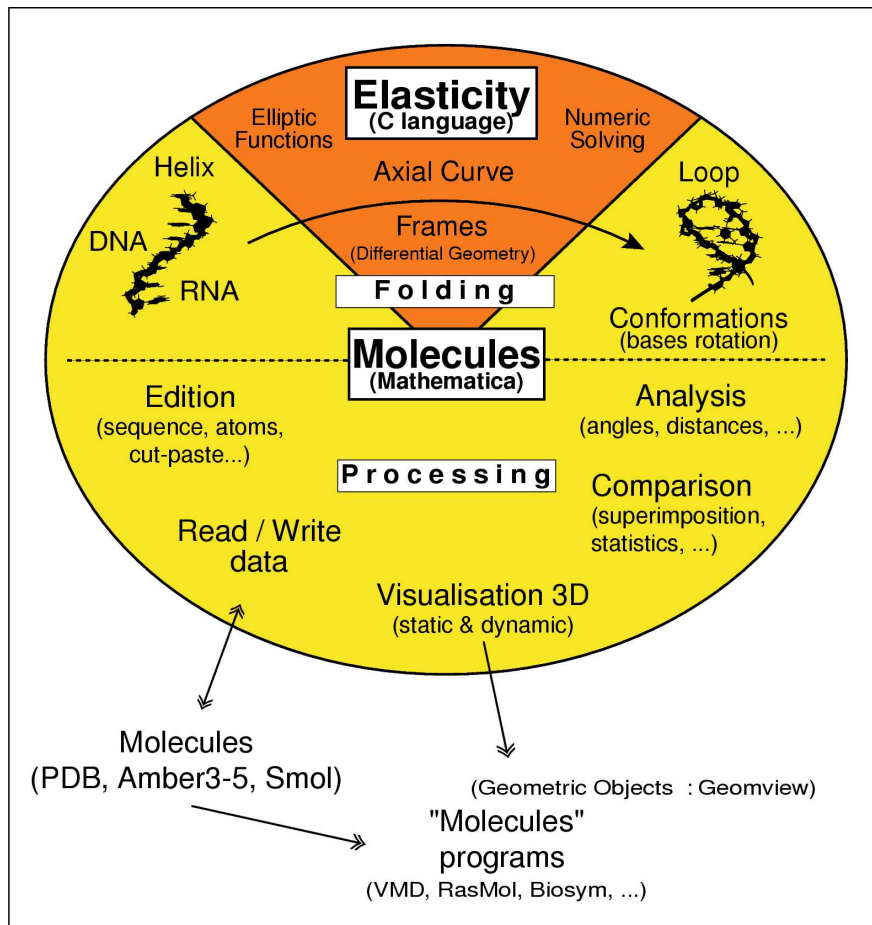 Elasticity
(C language)
Elliptic
Functions
Numeric
Solving
Axial Curve
Helix
Loop
DNA
Frames
(Differential Geometry)
RNA
Folding
Conformations
(bases rotation)
Molecules
(Mathematica)
Edition
(sequence, atoms,
cut-paste...)
Analysis
(angles, distances, ...)
Processing
Comparison
(superimposition,
statistics, ...)
Read / Write
data
Visualisation 3D
(static & dynamic)
Molecules
(PDB, Amber3-5, Smol)
(Geometric Objects : Geomview)
"Molecules"
programs
(VMD, RasMol, Biosym, ...)